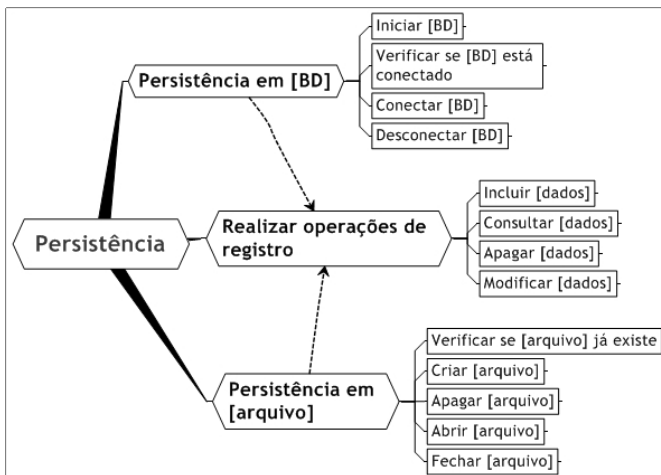 Persistência
Persistência em [BD]
Iniciar [BD]
Verificar se [BD] está
conectado
Conectar [BD]
Desconectar [BD]
Realizar operações de
registro
Incluir [dados]
Consultar [dados]
Apagar [dados]
Modificar [dados]
Persistência em
[arquivo]
Verificar se [arquivo] já existe
Criar [arquivo]
Apagar [arquivo]
Abrir [arquivo]
Fechar [arquivo]